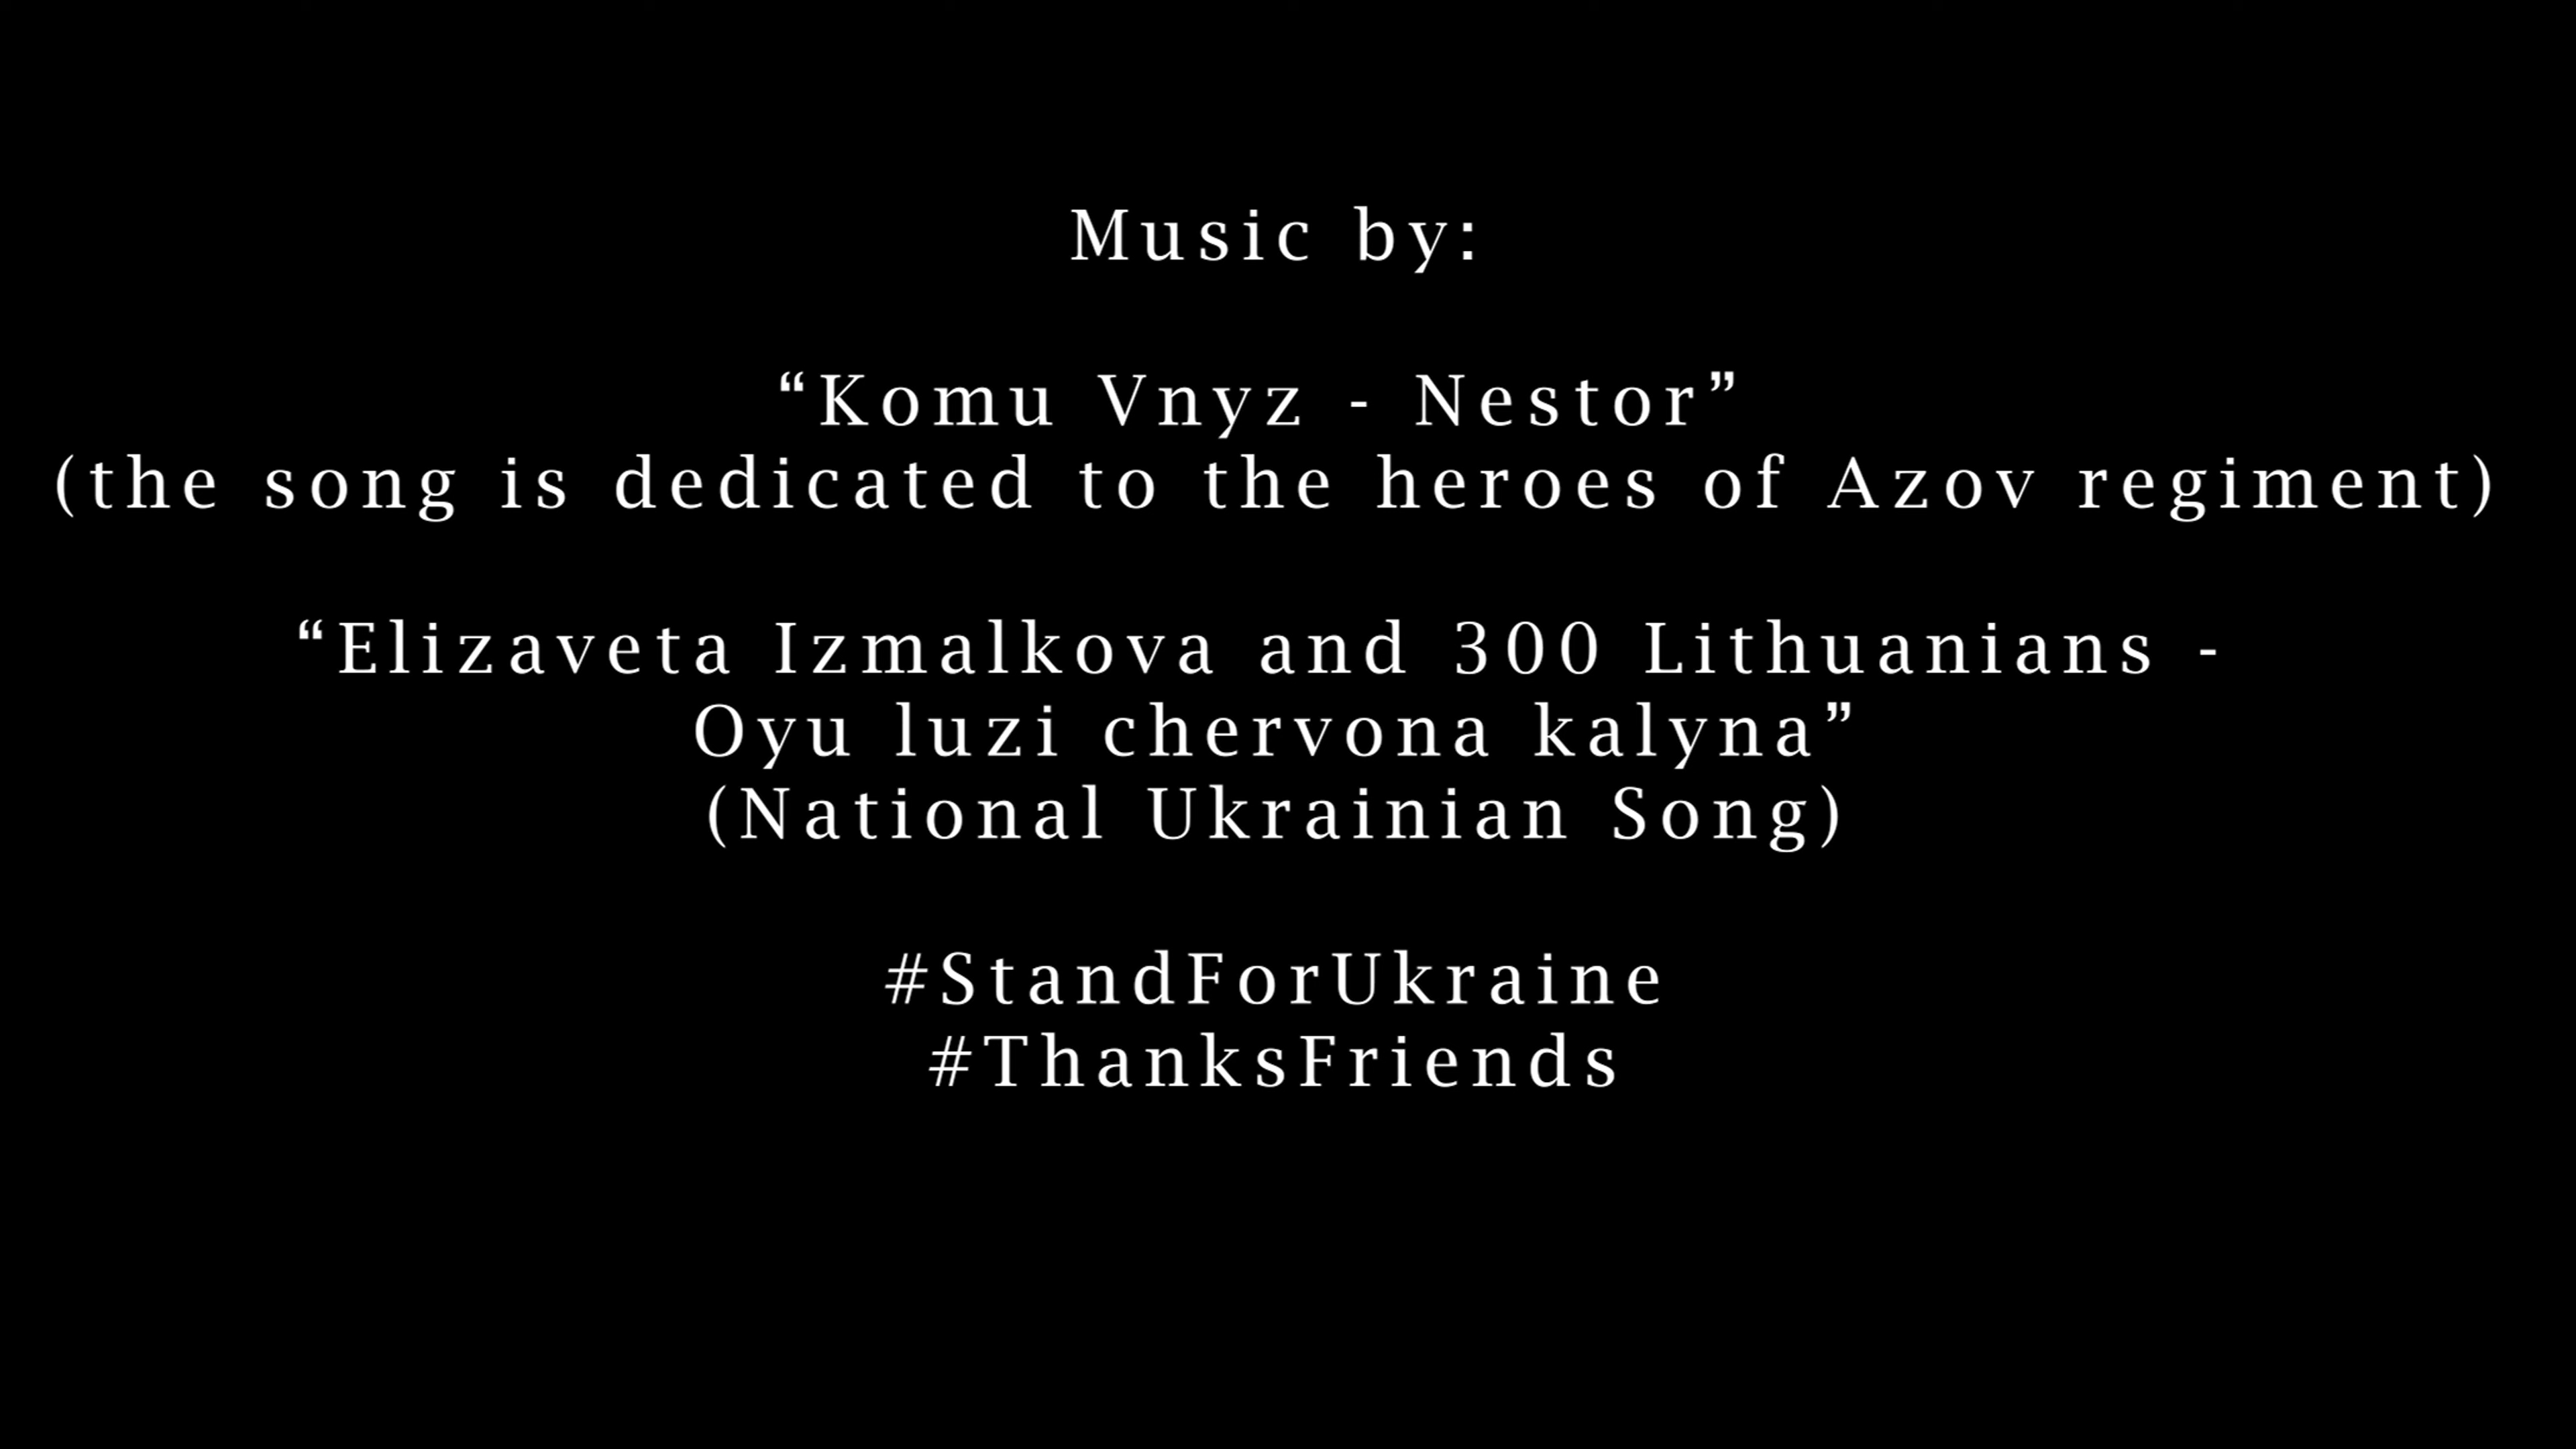 Music by:
“Komu Vnyz - Nestor”
(the song is dedicated to the heroes of Azov regiment)
“Elizaveta Izmalkova and 300 Lithuanians -
Oyu luzi chervona kalyna”
(National Ukrainian Song)
#StandForUkraine
#ThanksFriends